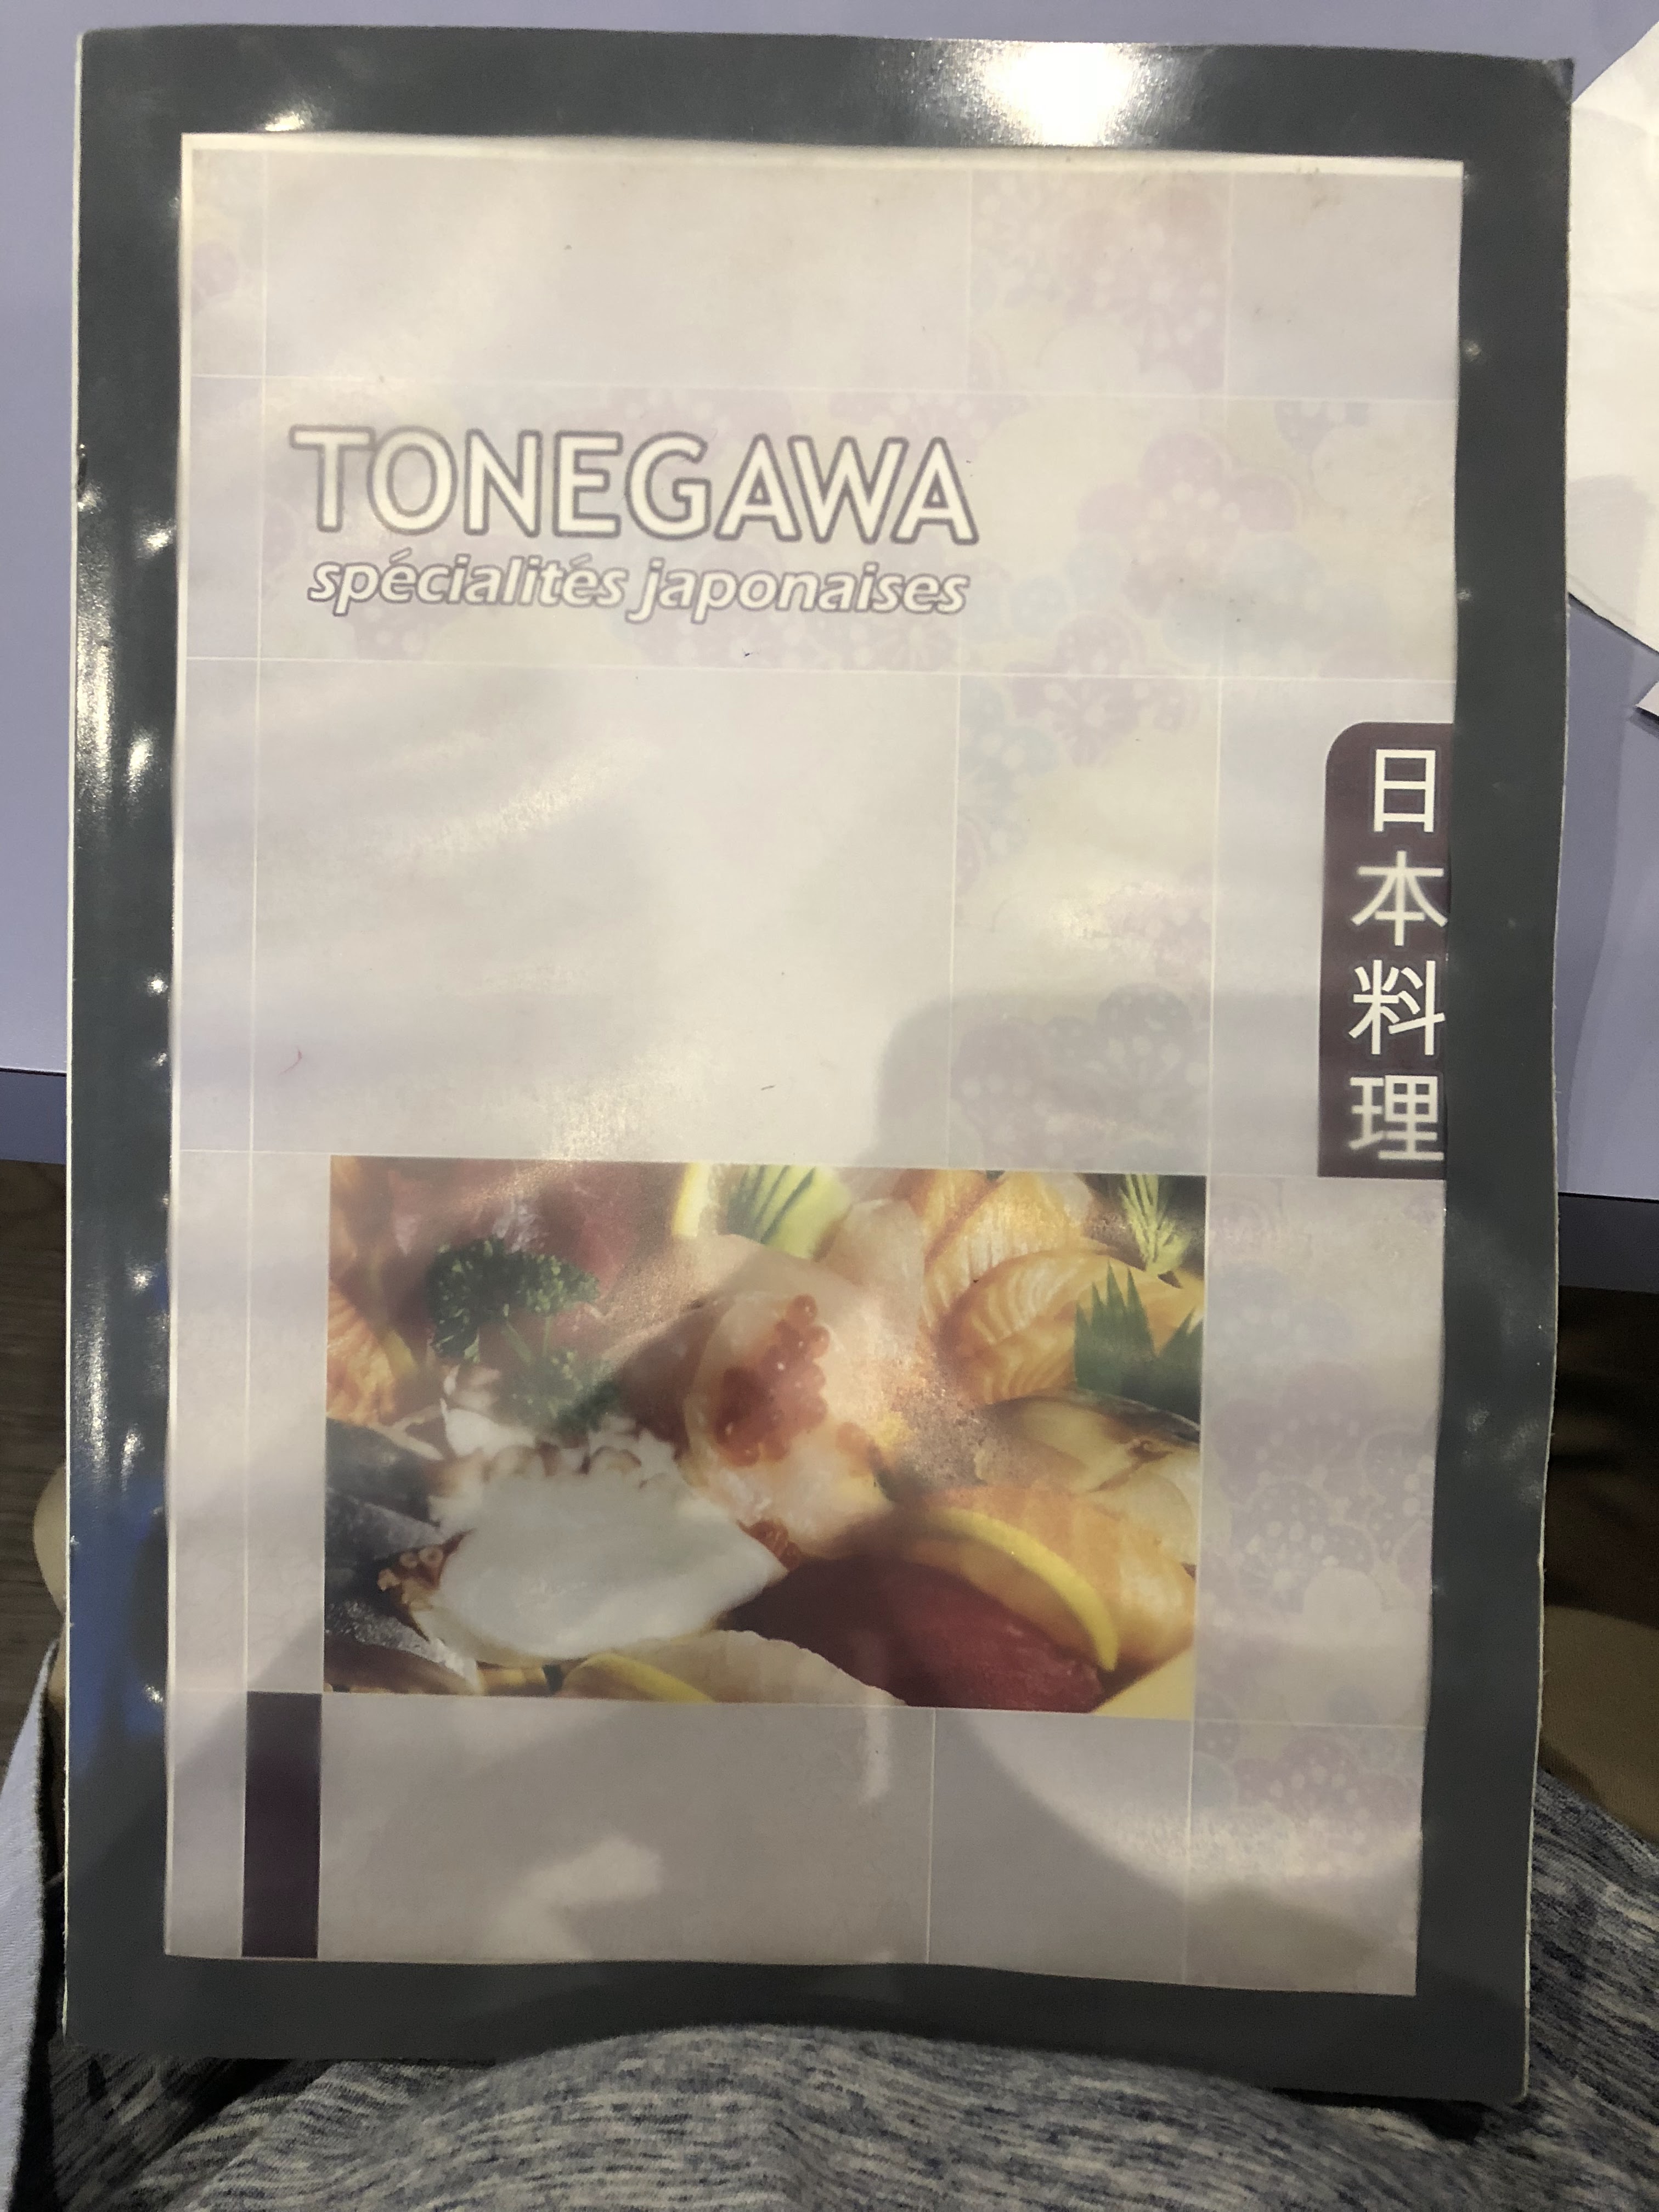 TONEGAWA
spécialités japonaises
日本料理